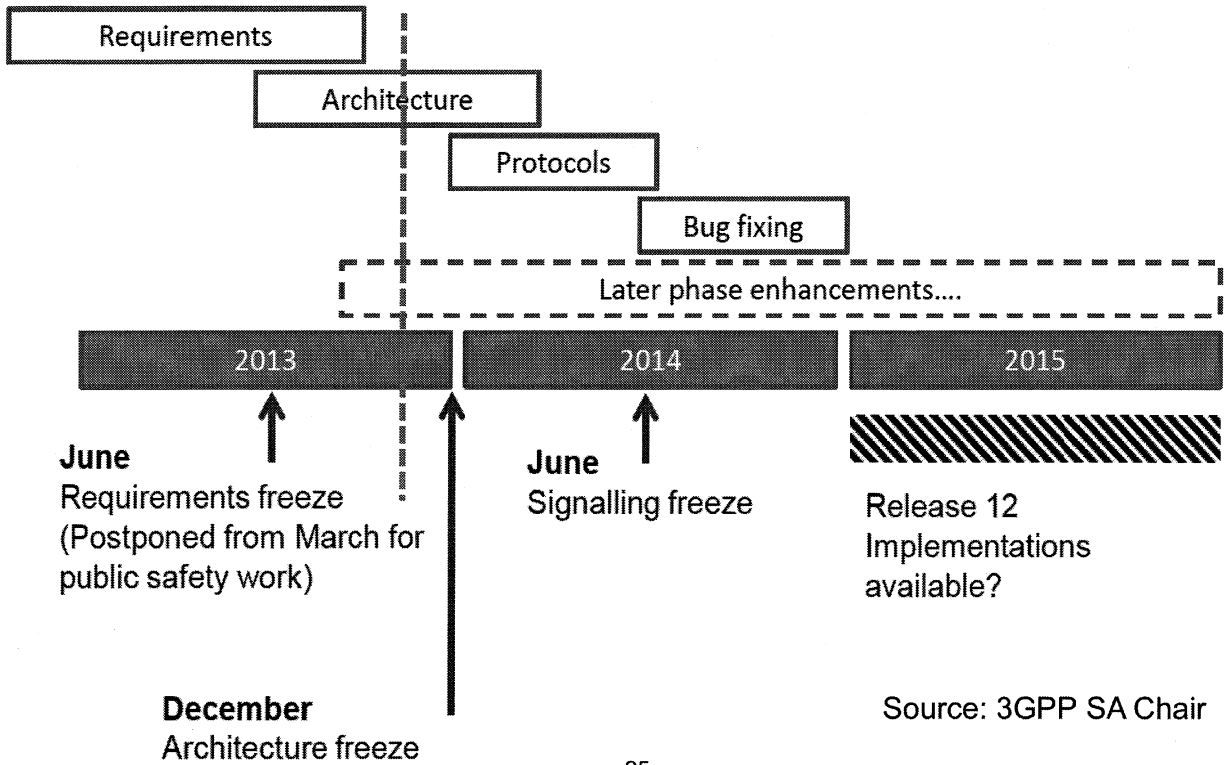 Requirements
Architecture
Protocols
Bug fixing
Later phase enhancements....
2013
2014
2015
June
Requirements freeze
(Postponed from March for
public safety work)
June
Signalling freeze
Release 12
Implementations
available?
December
Architecture freeze
Source: 3GPP SA Chair